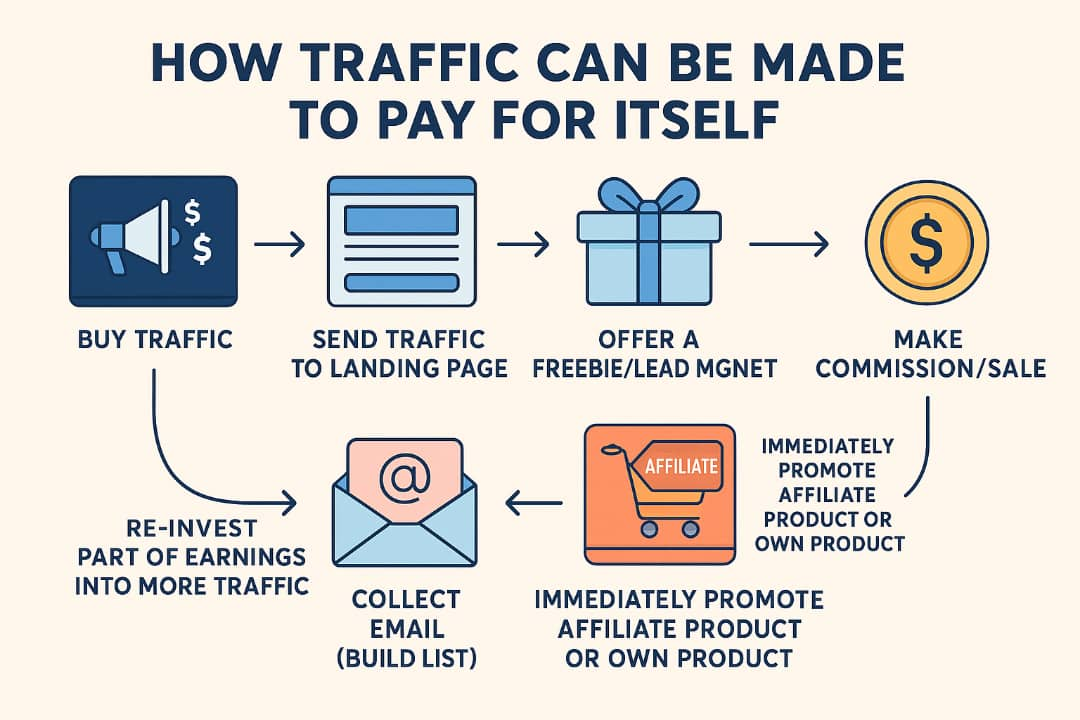 HOW TRAFFIC CAN BE MADE
TO PAY FOR ITSELF
$
$
$
BUY TRAFFIC
SEND TRAFFIC
TO LANDING PAGE
OFFER A
FREEBIE/LEAD MGNET
MAKE
COMMISSION/SALE
RE-INVEST
PART OF EARNINGS
INTO MORE TRAFFIC
@
COLLECT
EMAIL
(BUILD LIST)
AFFILIATE
IMMEDIATELY PROMOTE
AFFILIATE PRODUCT
OR OWN PRODUCT
IMMEDIATELY
PROMOTE
AFFILIATE
PRODUCT OR
OWN PRODUCT